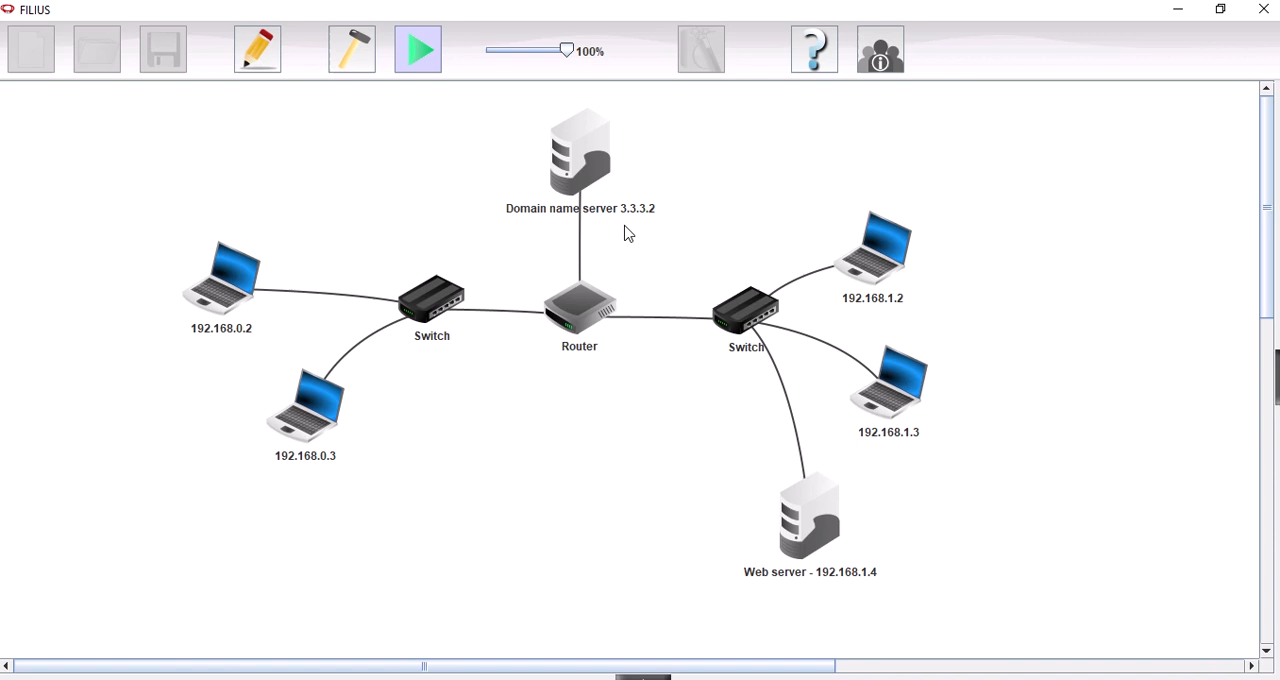 FILIUS
100%
Domain name server 3.3.3.2
192.168.0.2
192.168.1.2
Switch
Router
Switch
192.168.0.3
192.168.1.3
Web server - 192.168.1.4